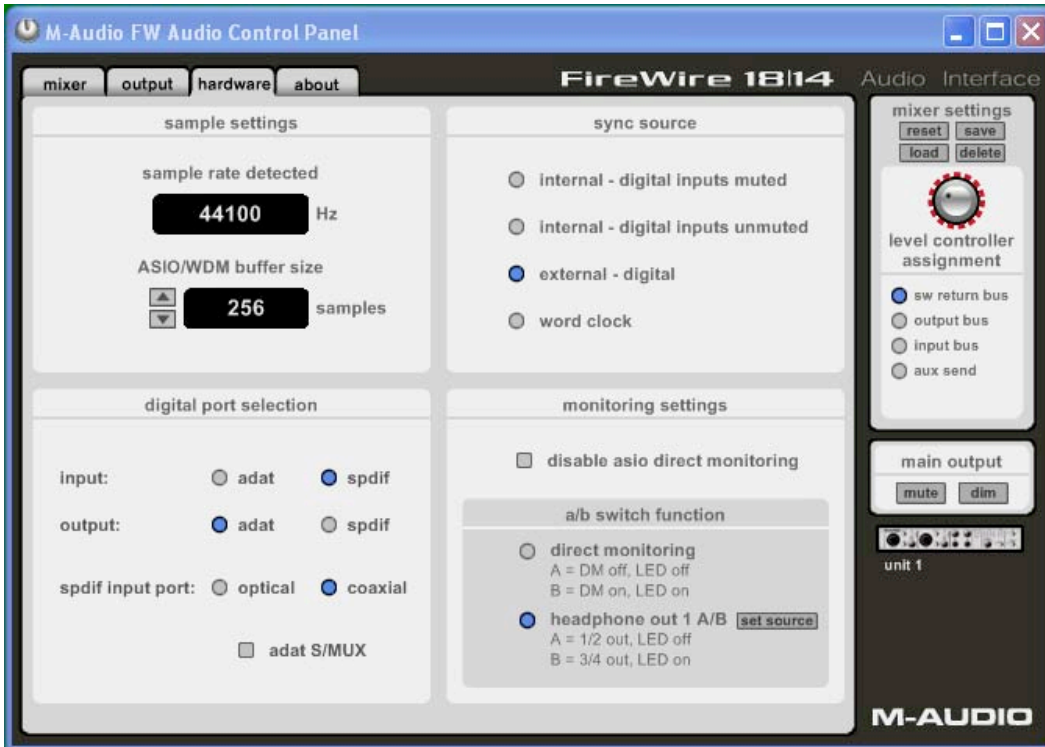 M-Audio FW Audio Control Panel
mixer output hardware about
FireWire 18|14 Audio Interface
sample settings
sample rate detected
44100 Hz
ASIO/WDM buffer size
256 samples
sync source
internal - digital inputs muted
internal - digital inputs unmuted
external - digital
word clock
digital port selection
input: adat spdif
output: adat spdif
spdif input port: optical coaxial
adat S/MUX
monitoring settings
disable asio direct monitoring
a/b switch function
direct monitoring
A = DM off, LED off
B = DM on, LED on
headphone out 1 A/B set source
A = 1/2 out, LED off
B = 3/4 out, LED on
mixer settings
reset save
load delete
level controller
assignment
sw return bus
output bus
input bus
aux send
main output
mute dim
unit 1
M-AUDIO